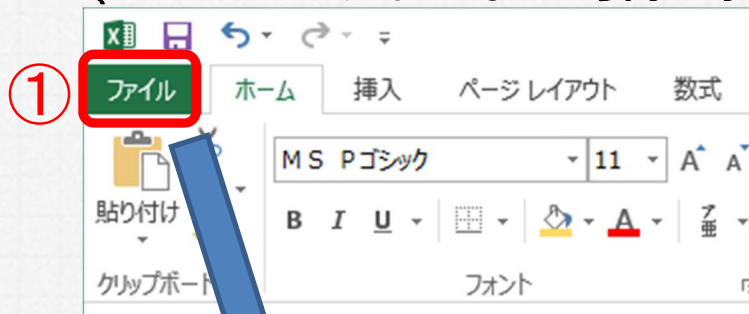 ①
ファイル ホーム 挿入 ページ レイアウト 数式
MS Pゴシック 11 A A
貼り付け B I U A ア亜
クリップボード フォント